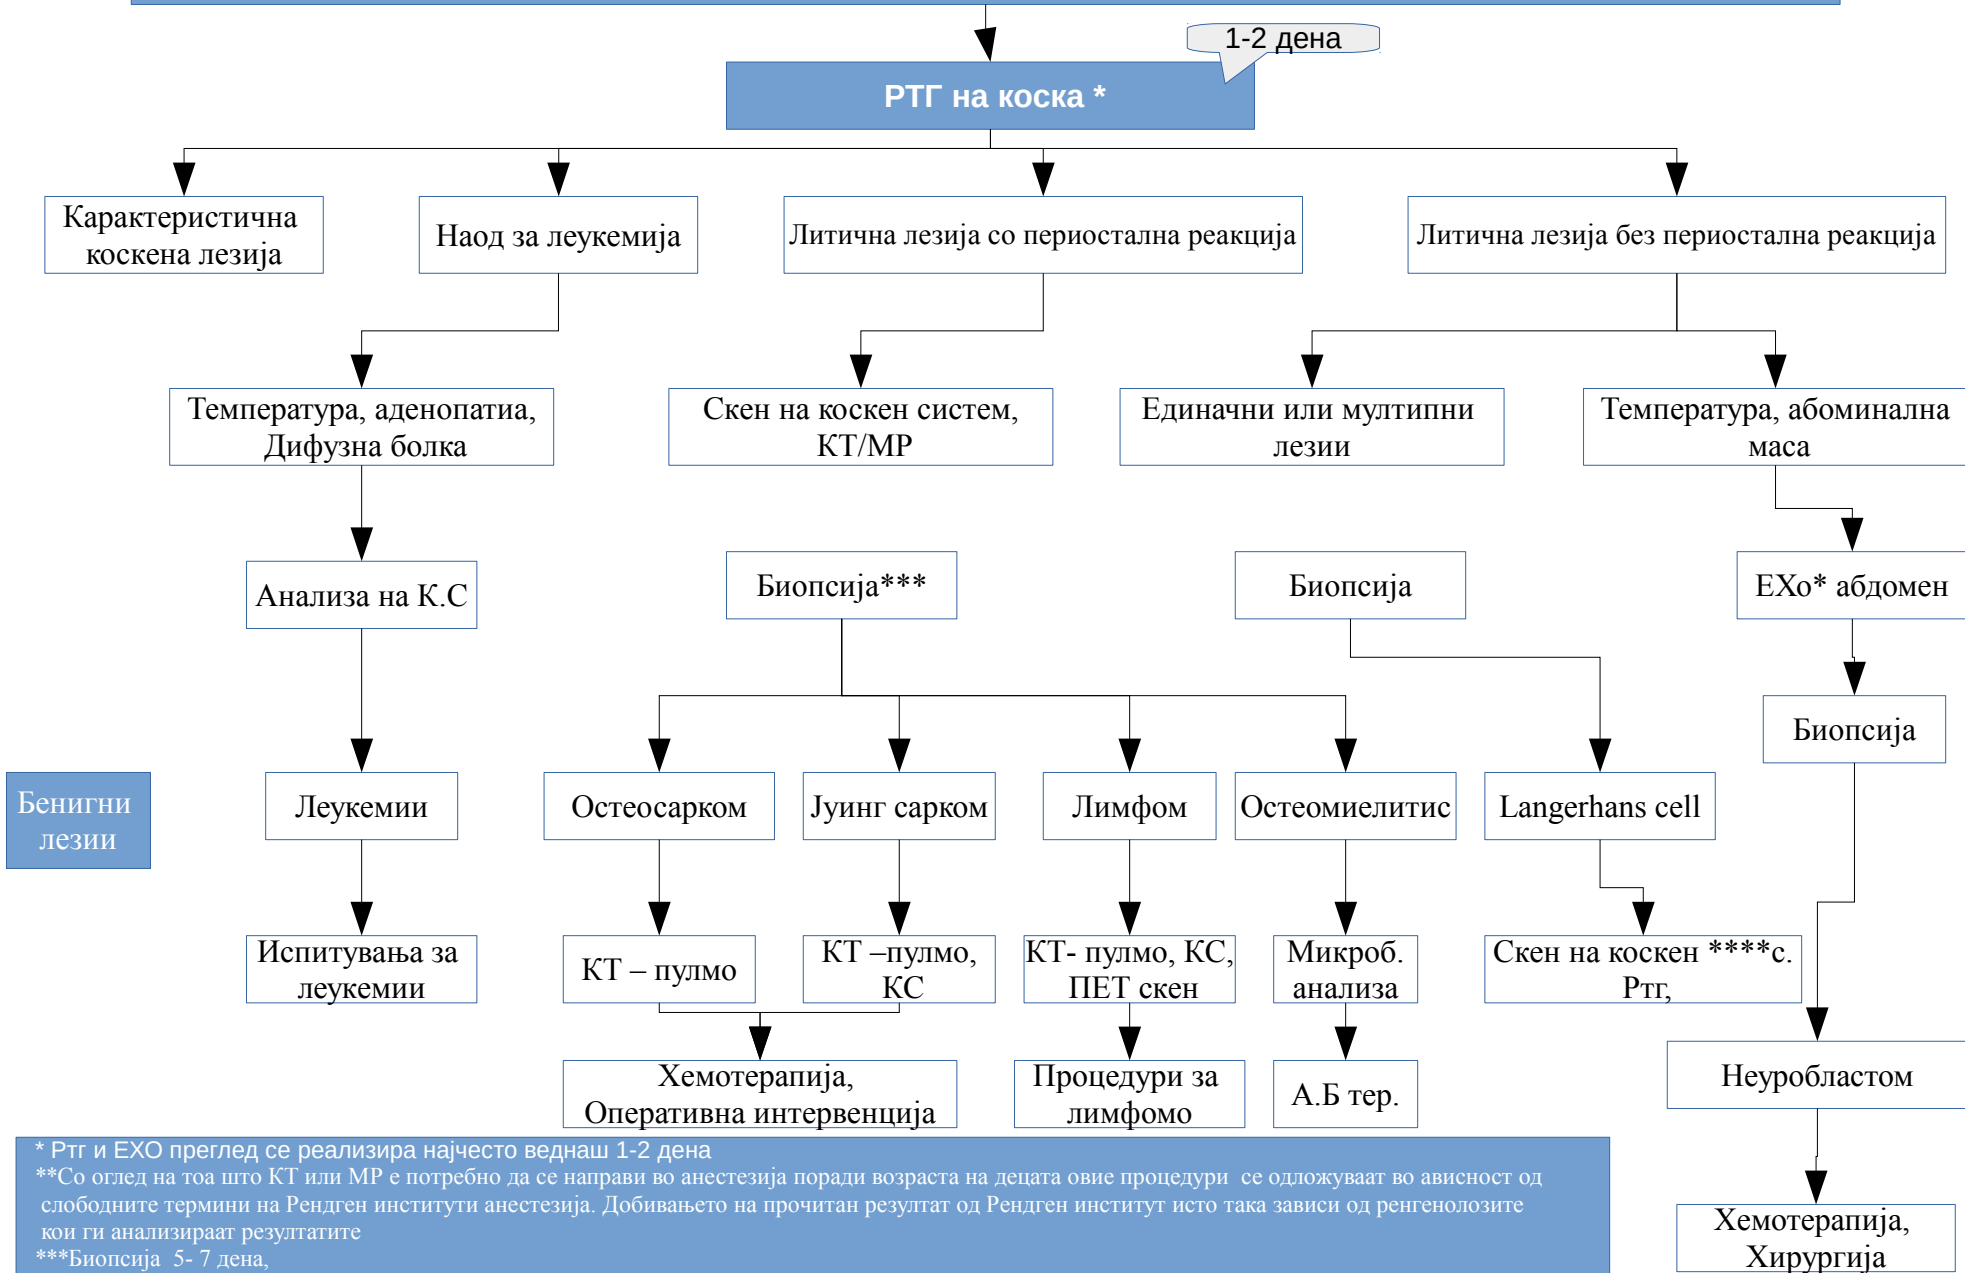 1-2 дена
РТГ на коска *
Карактеристична
коскена лезија
Наод за леукемија
Литична лезија со периостална реакција
Литична лезија без периостална реакција
Температура, аденопатиа,
Дифузна болка
Скен на коскен систем,
КТ/МР
Единачни или мултипни
лезии
Температура, абоминална
маса
Анализа на К.С
Биопсија***
Биопсија
ЕХо* абдомен
Биопсија
Бенигни
лезии
Леукемии
Остеосарком
Јуинг сарком
Лимфом
Остеомиелитис
Langerhans cell
Испитувања за
леукемии
КТ – пулмо
КТ –пулмо,
КС
КТ- пулмо, КС,
ПЕТ скен
Микроб.
анализа
Скен на коскен ****с.
Ртг,
Хемотерапија,
Оперативна интервенција
Процедури за
лимфомо
А.Б тер.
Неуробластом
Хемотерапија,
Хирургија
* Ртг и ЕХО преглед се реализира најчесто веднаш 1-2 дена
**Со оглед на тоа што КТ или МР е потребно да се направи во анестезија поради возраста на децата овие процедури се одложуваат во ависност од
слободните термини на Рендген институти анестезија. Добивањето на прочитан резултат од Рендген институт исто така зависи од ренгенолозите
кои ги анализираат резултатите
***Биопсија 5- 7 дена,